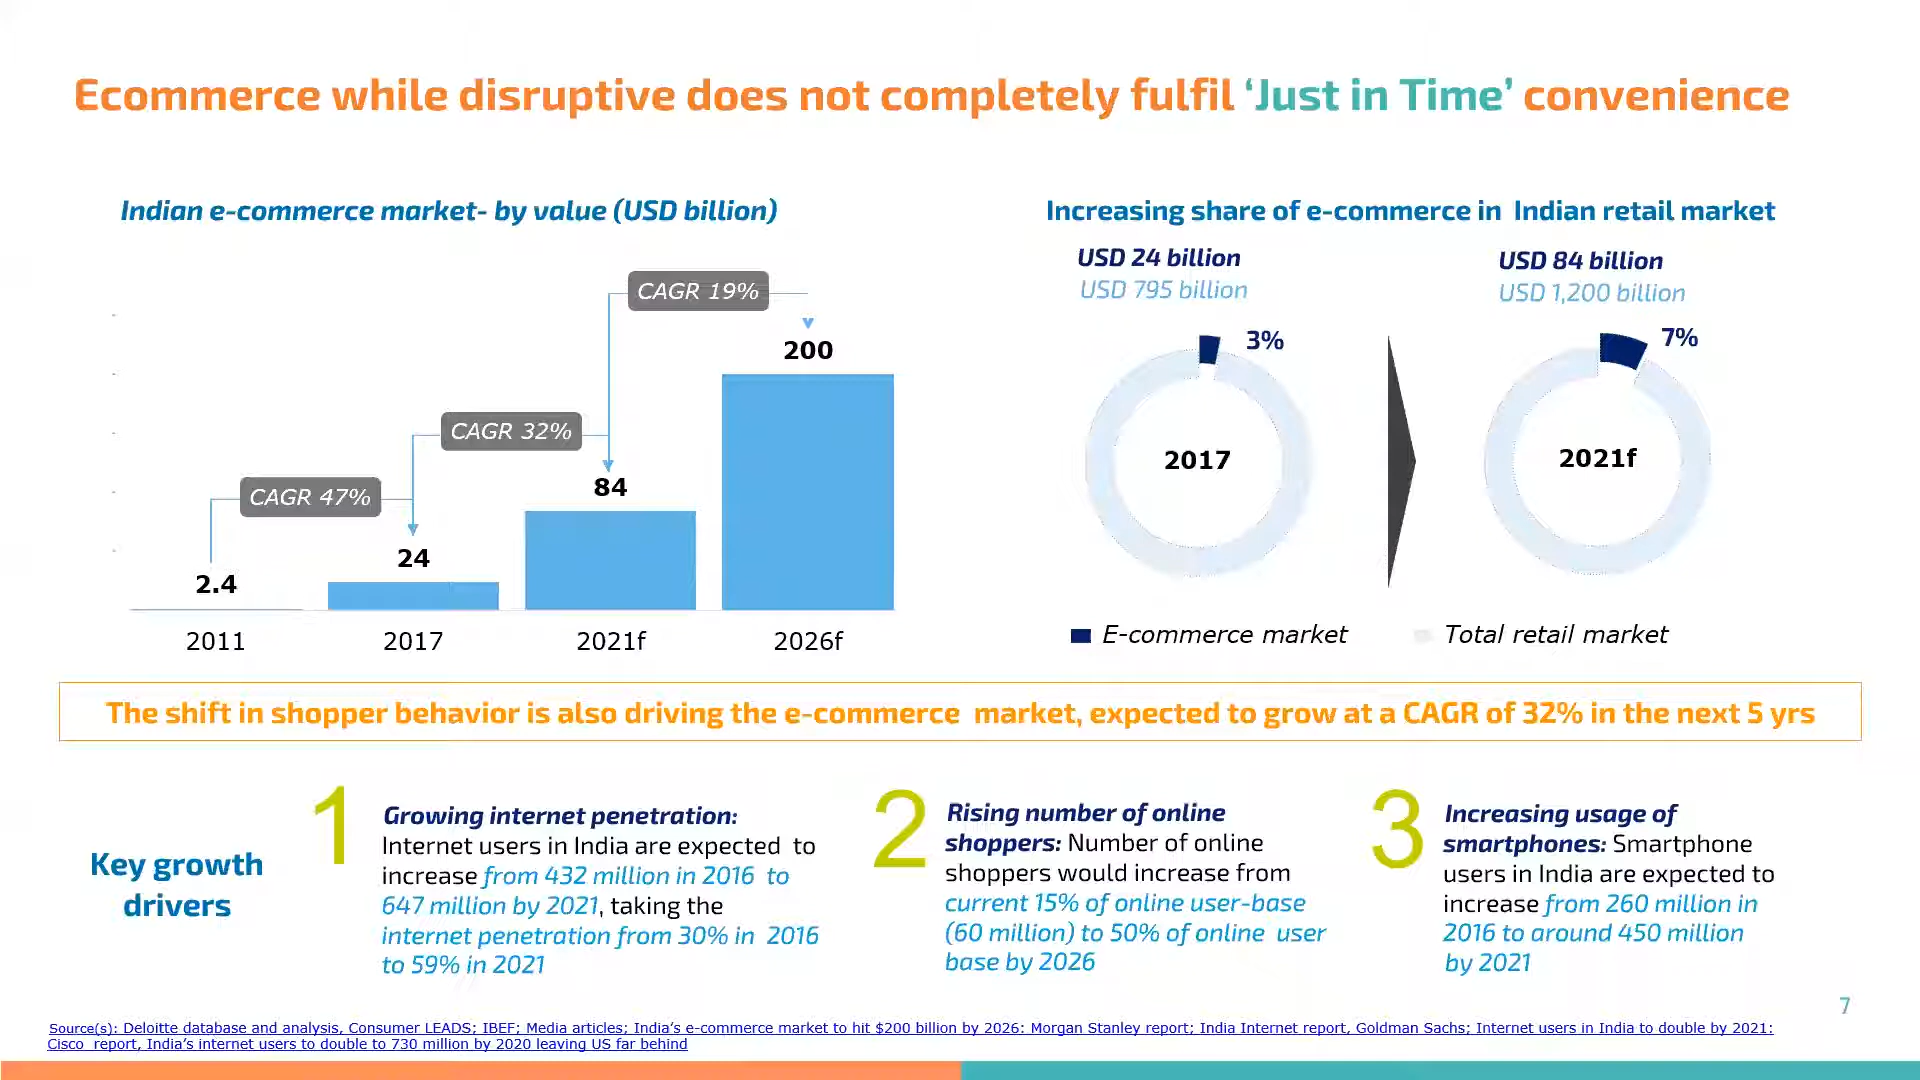 Ecommerce while disruptive does not completely fulfil ‘Just in Time’ convenience
Indian e-commerce market- by value (USD billion)
CAGR 19%
200
CAGR 32%
84
CAGR 47%
24
2.4
2011
2017
2021f
2026f
Increasing share of e-commerce in Indian retail market
USD 24 billion
USD 795 billion
3%
2017
USD 84 billion
USD 1,200 billion
7%
2021f
E-commerce market
Total retail market
The shift in shopper behavior is also driving the e-commerce market, expected to grow at a CAGR of 32% in the next 5 yrs
Key growth
drivers
1
Growing internet penetration:
Internet users in India are expected to
increase from 432 million in 2016 to
647 million by 2021, taking the
internet penetration from 30% in 2016
to 59% in 2021
2
Rising number of online
shoppers: Number of online
shoppers would increase from
current 15% of online user-base
(60 million) to 50% of online user
base by 2026
3
Increasing usage of
smartphones: Smartphone
users in India are expected to
increase from 260 million in
2016 to around 450 million
by 2021
7
Source(s): Deloitte database and analysis, Consumer LEADS; IBEF; Media articles; India’s e-commerce market to hit $200 billion by 2026: Morgan Stanley report; India Internet report, Goldman Sachs; Internet users in India to double by 2021:
Cisco report, India’s internet users to double to 730 million by 2020 leaving US far behind